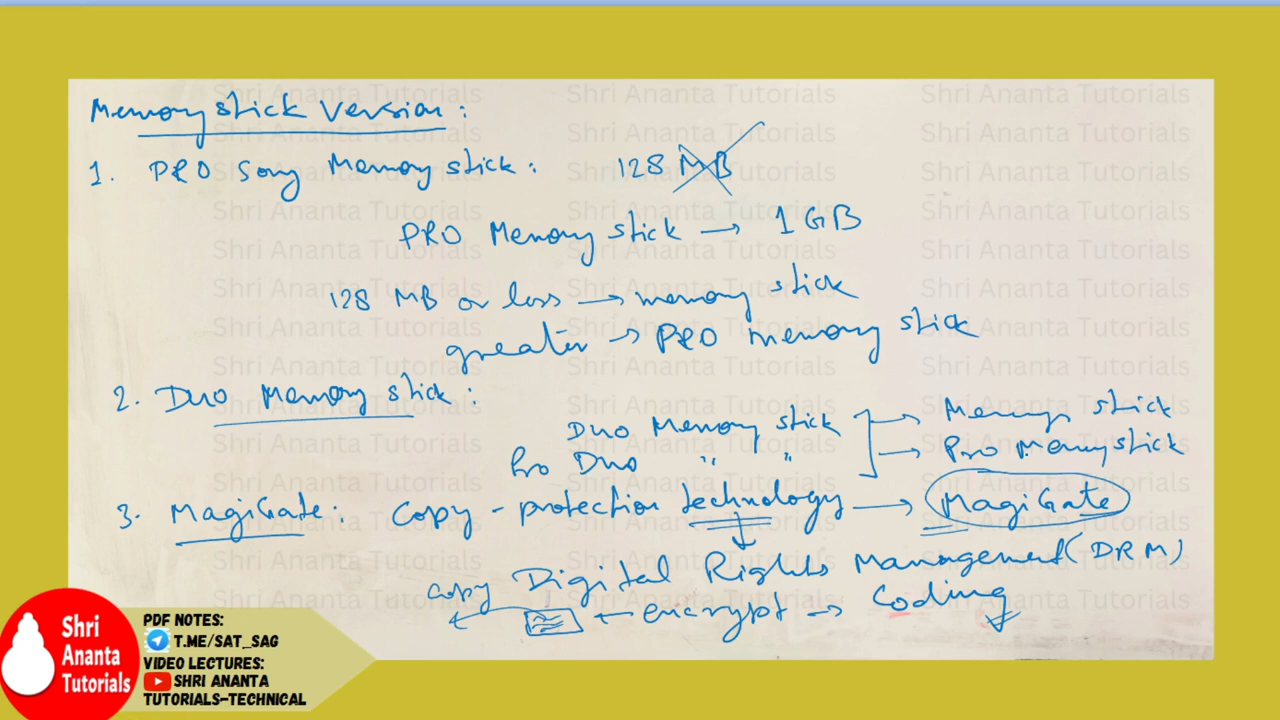 Memory stick Version:
1. PRO Sony Memory stick: 128 MB
PRO Memory stick → 1 GB
128 MB or less → memory stick
greater → PRO memory stick
2. Duo Memory stick:
Duo Memory stick → Memory stick
Pro Duo " " → Pro Memory stick
3. MagiGate: Copy - protection technology → MagiGate
Digital Rights Management (DRM)
copy ← encrypt → Coding
Shri Ananta Tutorials
PDF NOTES:
T.ME/SAT_SAG
VIDEO LECTURES:
SHRI ANANTA
TUTORIALS-TECHNICAL